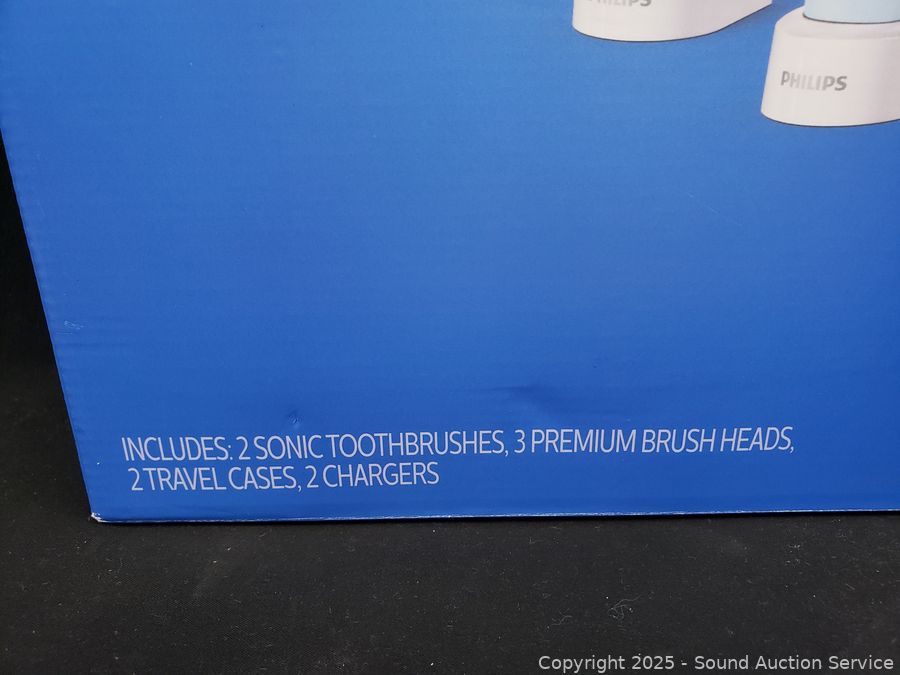 PHILIPS
PHILIPS
INCLUDES: 2 SONIC TOOTHBRUSHES, 3 PREMIUM BRUSH HEADS,
2 TRAVEL CASES, 2 CHARGERS
Copyright 2025 - Sound Auction Service